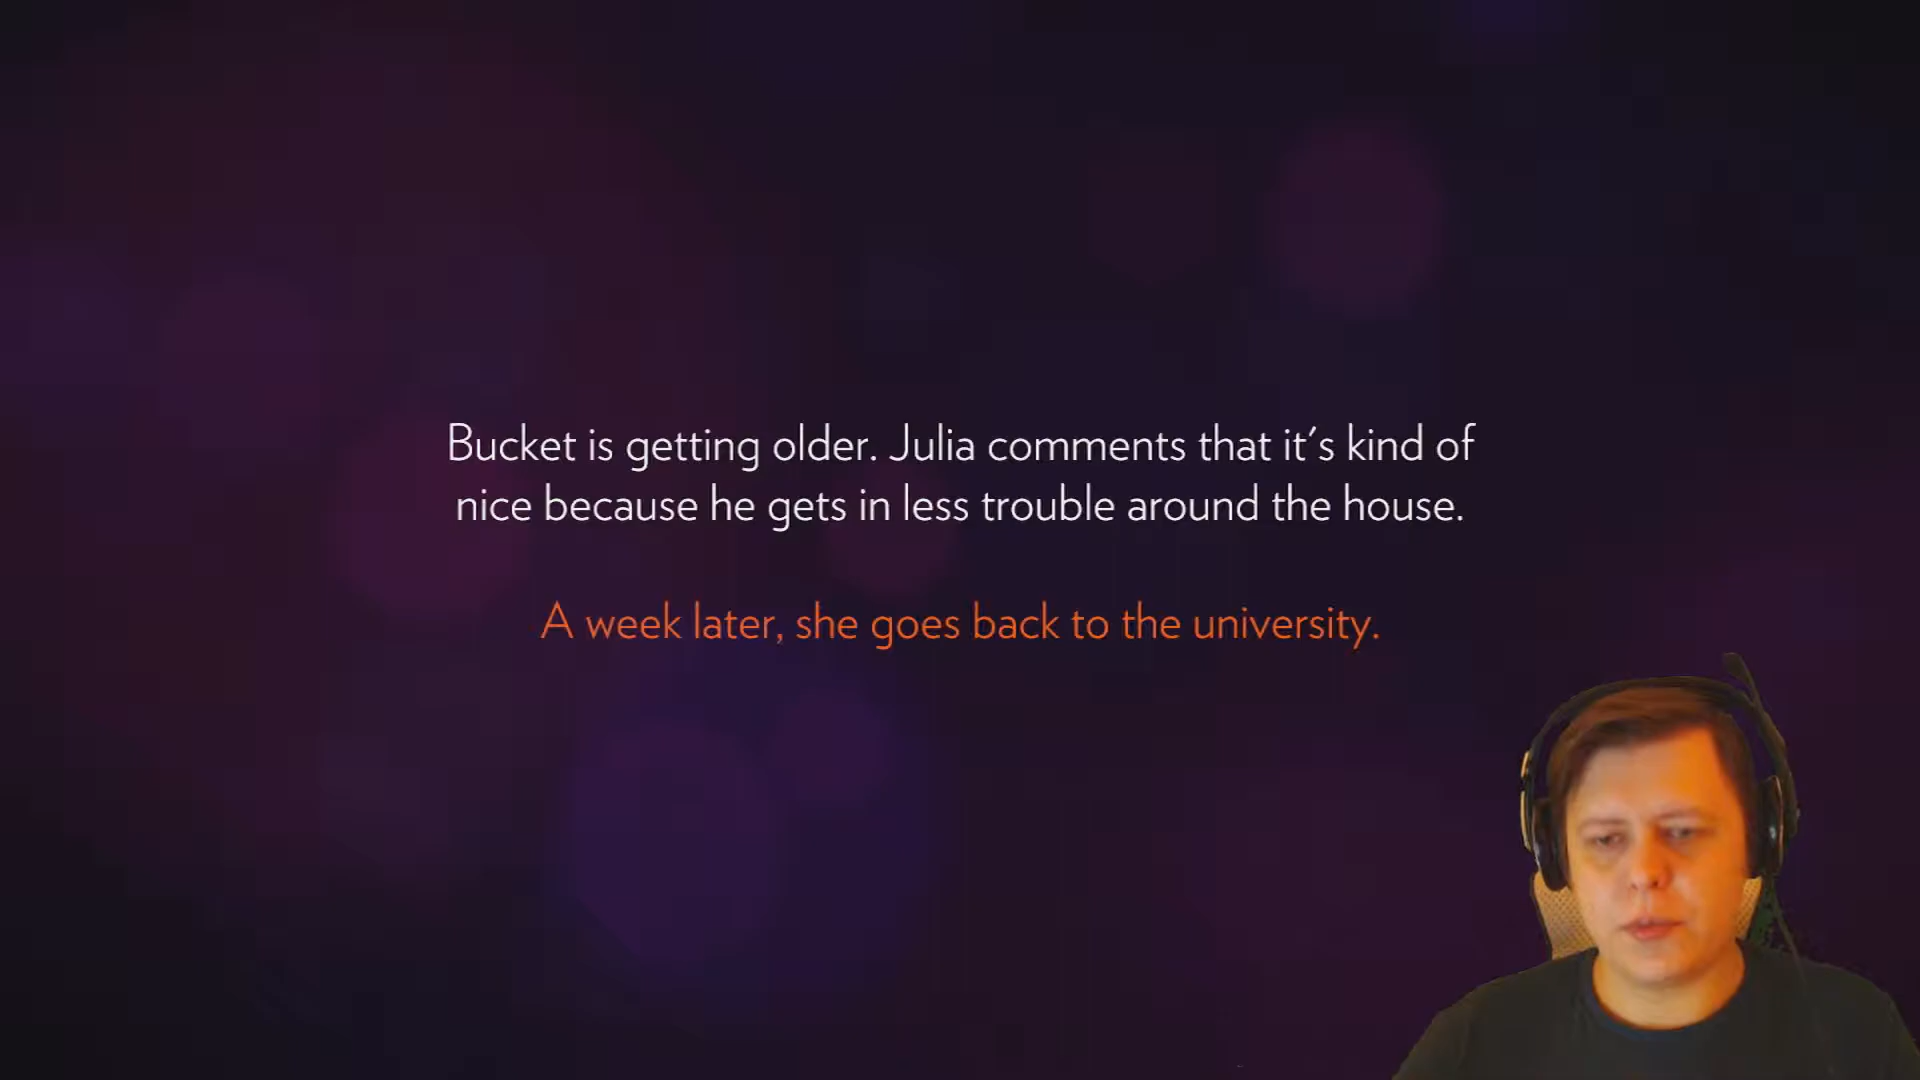 Bucket is getting older. Julia comments that it's kind of
nice because he gets in less trouble around the house.
A week later, she goes back to the university.